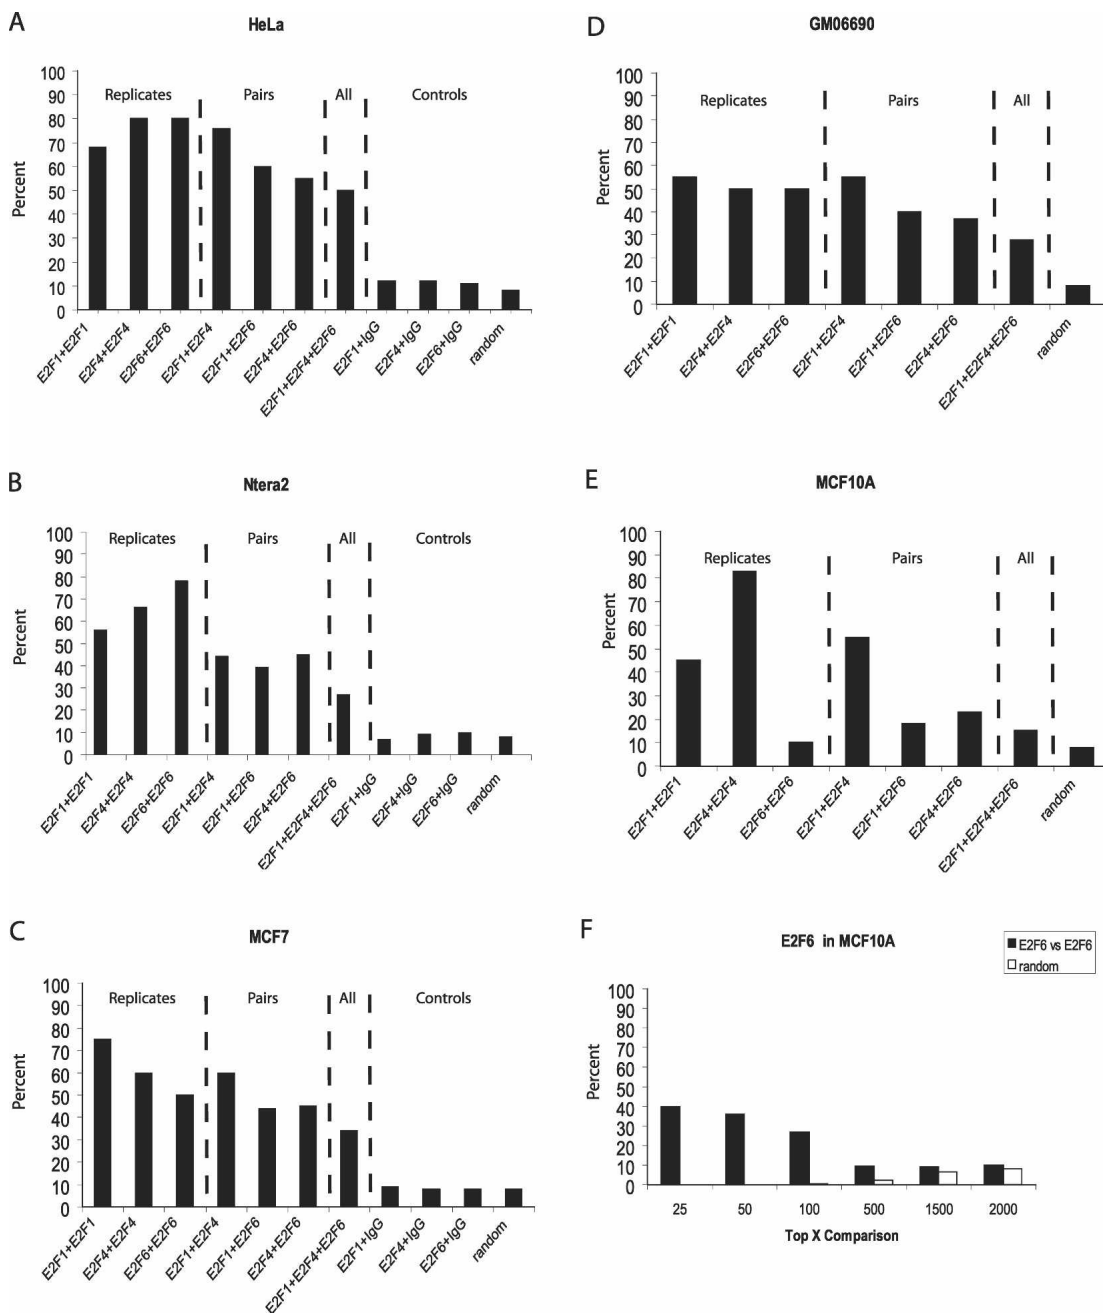 A
HeLa
Percent
100
90
80
70
60
50
40
30
20
10
0
Replicates
Pairs
All
Controls
E2F1+E2F1
E2F4+E2F4
E2F6+E2F6
E2F1+E2F4
E2F1+E2F6
E2F4+E2F6
E2F1+E2F4+E2F6
E2F1+IgG
E2F4+IgG
E2F6+IgG
random
B
Ntera2
Percent
100
90
80
70
60
50
40
30
20
10
0
Replicates
Pairs
All
Controls
E2F1+E2F1
E2F4+E2F4
E2F6+E2F6
E2F1+E2F4
E2F1+E2F6
E2F4+E2F6
E2F1+E2F4+E2F6
E2F1+IgG
E2F4+IgG
E2F6+IgG
random
C
MCF7
Percent
100
90
80
70
60
50
40
30
20
10
0
Replicates
Pairs
All
Controls
E2F1+E2F1
E2F4+E2F4
E2F6+E2F6
E2F1+E2F4
E2F1+E2F6
E2F4+E2F6
E2F1+E2F4+E2F6
E2F1+IgG
E2F4+IgG
E2F6+IgG
random
D
GM06690
Percent
100
90
80
70
60
50
40
30
20
10
0
Replicates
Pairs
All
E2F1+E2F1
E2F4+E2F4
E2F6+E2F6
E2F1+E2F4
E2F1+E2F6
E2F4+E2F6
E2F1+E2F4+E2F6
random
E
MCF10A
Percent
100
90
80
70
60
50
40
30
20
10
0
Replicates
Pairs
All
E2F1+E2F1
E2F4+E2F4
E2F6+E2F6
E2F1+E2F4
E2F1+E2F6
E2F4+E2F6
E2F1+E2F4+E2F6
random
F
E2F6 in MCF10A
E2F6 vs E2F6
random
Percent
100
90
80
70
60
50
40
30
20
10
0
25
50
100
500
1500
2000
Top X Comparison